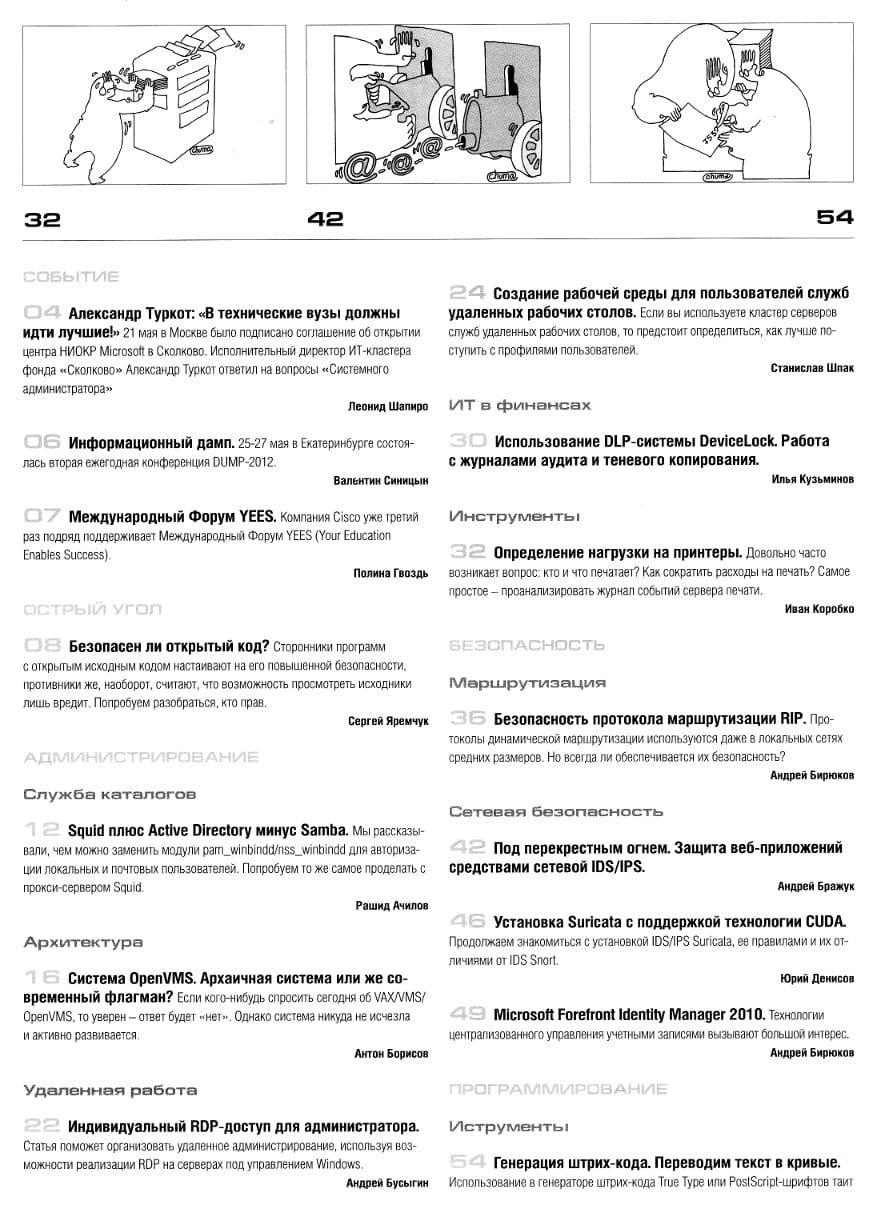 chuma
chuma
chuma
32
42
54
СОБЫТИЕ
04 Александр Туркот: «В технические вузы должны
идти лучшие!» 21 мая в Москве было подписано соглашение об открытии
центра НИОКР Microsoft в Сколково. Исполнительный директор ИТ-кластера
фонда «Сколково» Александр Туркот ответил на вопросы «Системного
администратора»
Леонид Шапиро
06 Информационный дамп. 25-27 мая в Екатеринбурге состоя-
лась вторая ежегодная конференция DUMP-2012.
Валентин Синицын
07 Международный Форум YEES. Компания Cisco уже третий
раз подряд поддерживает Международный Форум YEES (Your Education
Enables Success).
Полина Гвоздь
ОСТРЫЙ УГОЛ
08 Безопасен ли открытый код? Сторонники программ
с открытым исходным кодом настаивают на его повышенной безопасности,
противники же, наоборот, считают, что возможность просмотреть исходники
лишь вредит. Попробуем разобраться, кто прав.
Сергей Яремчук
АДМИНИСТРИРОВАНИЕ
Служба каталогов
12 Squid плюс Active Directory минус Samba. Мы рассказы-
вали, чем можно заменить модули pam_winbindd/nss_winbindd для авториза-
ции локальных и почтовых пользователей. Попробуем то же самое проделать с
прокси-сервером Squid.
Рашид Ачилов
Архитектура
16 Система OpenVMS. Архаичная система или же со-
временный флагман? Если кого-нибудь спросить сегодня об VAX/VMS/
OpenVMS, то уверен – ответ будет «нет». Однако система никуда не исчезла
и активно развивается.
Антон Борисов
Удаленная работа
22 Индивидуальный RDP-доступ для администратора.
Статья поможет организовать удаленное администрирование, используя воз-
можности реализации RDP на серверах под управлением Windows.
Андрей Бусыгин
24 Создание рабочей среды для пользователей служб
удаленных рабочих столов. Если вы используете кластер серверов
служб удаленных рабочих столов, то предстоит определиться, как лучше по-
ступить с профилями пользователей.
Станислав Шпак
ИТ в финансах
30 Использование DLP-системы DeviceLock. Работа
с журналами аудита и теневого копирования.
Илья Кузьминов
Инструменты
32 Определение нагрузки на принтеры. Довольно часто
возникает вопрос: кто и что печатает? Как сократить расходы на печать? Самое
простое – проанализировать журнал событий сервера печати.
Иван Коробко
БЕЗОПАСНОСТЬ
Маршрутизация
36 Безопасность протокола маршрутизации RIP. Про-
токолы динамической маршрутизации используются даже в локальных сетях
средних размеров. Но всегда ли обеспечивается их безопасность?
Андрей Бирюков
Сетевая безопасность
42 Под перекрестным огнем. Защита веб-приложений
средствами сетевой IDS/IPS.
Андрей Бражук
46 Установка Suricata с поддержкой технологии CUDA.
Продолжаем знакомиться с установкой IDS/IPS Suricata, ее правилами и их от-
личиями от IDS Snort.
Юрий Денисов
49 Microsoft Forefront Identity Manager 2010. Технологии
централизованного управления учетными записями вызывают большой интерес.
Андрей Бирюков
ПРОГРАММИРОВАНИЕ
Иструменты
54 Генерация штрих-кода. Переводим текст в кривые.
Использование в генераторе штрих-кода True Type или PostScript-шрифтов таит